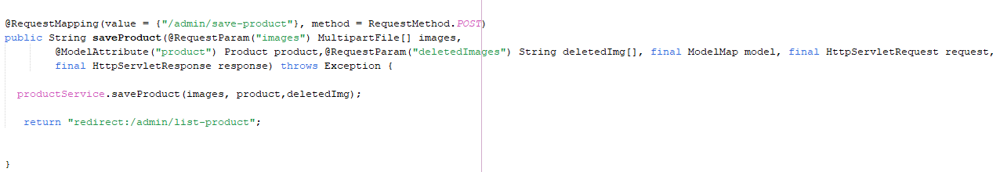 @RequestMapping(value = {"/admin/save-product"}, method = RequestMethod.POST)
public String saveProduct(@RequestParam("images") MultipartFile[] images,
@ModelAttribute("product") Product product,@RequestParam("deletedImages") String deletedImg[], final ModelMap model, final HttpServletRequest request,
final HttpServletResponse response) throws Exception {
productService.saveProduct(images, product,deletedImg);
return "redirect:/admin/list-product";
}